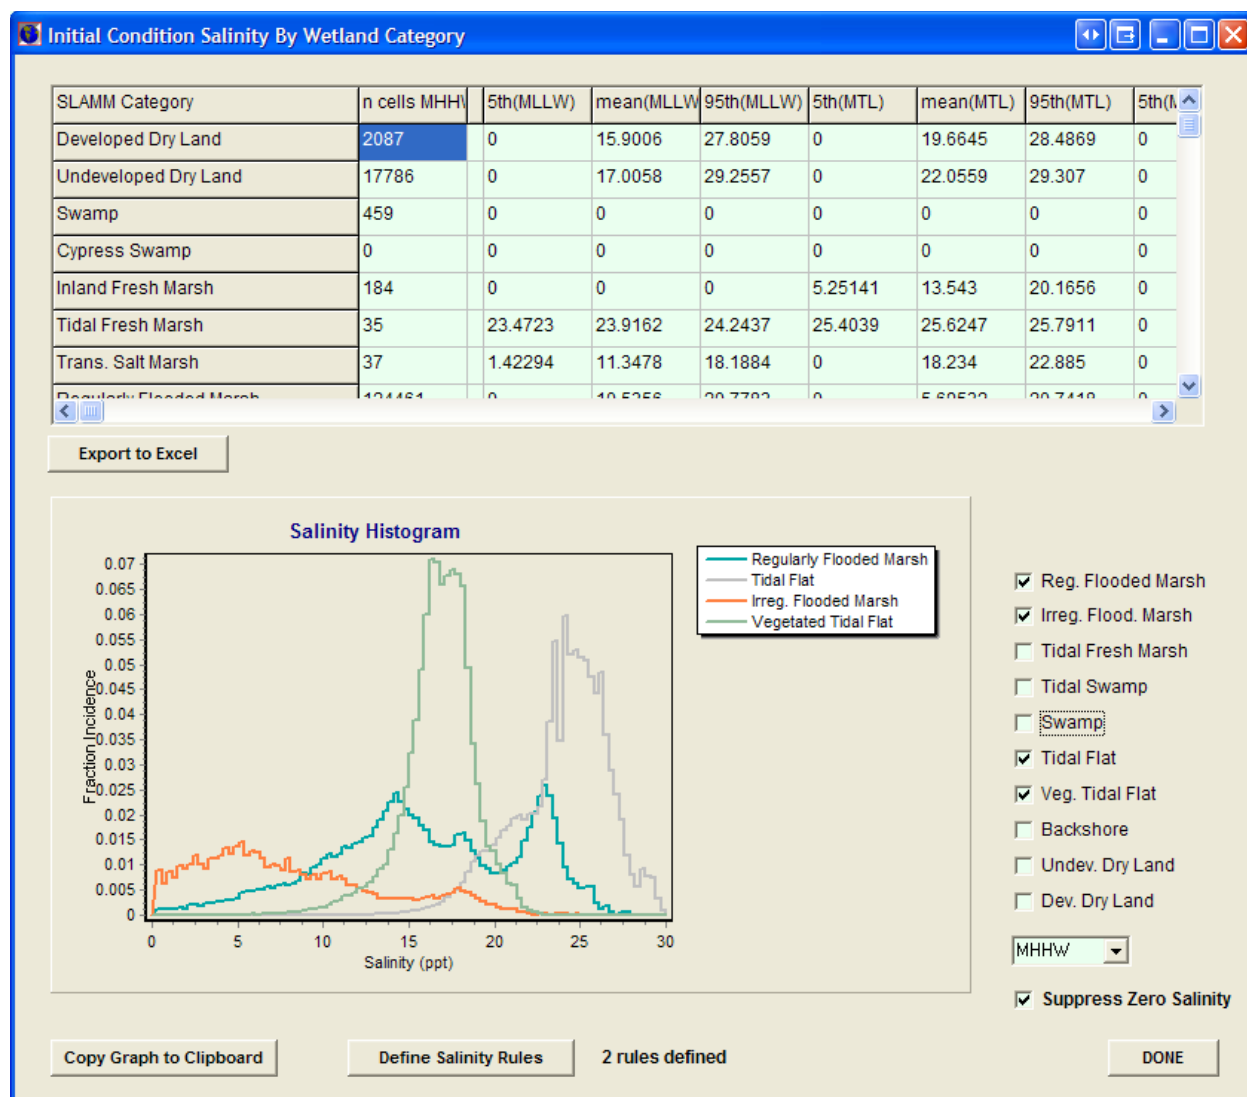 Initial Condition Salinity By Wetland Category
SLAMM Category n cells MHH 5th(MLLW) mean(MLLW 95th(MLLW) 5th(MTL) mean(MTL) 95th(MTL) 5th(M
Developed Dry Land 2087 0 15.9006 27.8059 0 19.6645 28.4869 0
Undeveloped Dry Land 17786 0 17.0058 29.2557 0 22.0559 29.307 0
Swamp 459 0 0 0 0 0 0 0
Cypress Swamp 0 0 0 0 0 0 0 0
Inland Fresh Marsh 184 0 0 0 5.25141 13.543 20.1656 0
Tidal Fresh Marsh 35 23.4723 23.9162 24.2437 25.4039 25.6247 25.7911 0
Trans. Salt Marsh 37 1.42294 11.3478 18.1884 0 18.234 22.885 0
Regularly Flooded Marsh 124461 0
Export to Excel
Salinity Histogram
Fraction Incidence
0.07
0.065
0.06
0.055
0.05
0.045
0.04
0.035
0.03
0.025
0.02
0.015
0.01
0.005
0
0 5 10 15 20 25 30
Salinity (ppt)
Regularly Flooded Marsh
Tidal Flat
Irreg. Flooded Marsh
Vegetated Tidal Flat
Reg. Flooded Marsh
Irreg. Flood. Marsh
Tidal Fresh Marsh
Tidal Swamp
Swamp
Tidal Flat
Veg. Tidal Flat
Backshore
Undev. Dry Land
Dev. Dry Land
MHHW
Suppress Zero Salinity
Copy Graph to Clipboard Define Salinity Rules 2 rules defined DONE